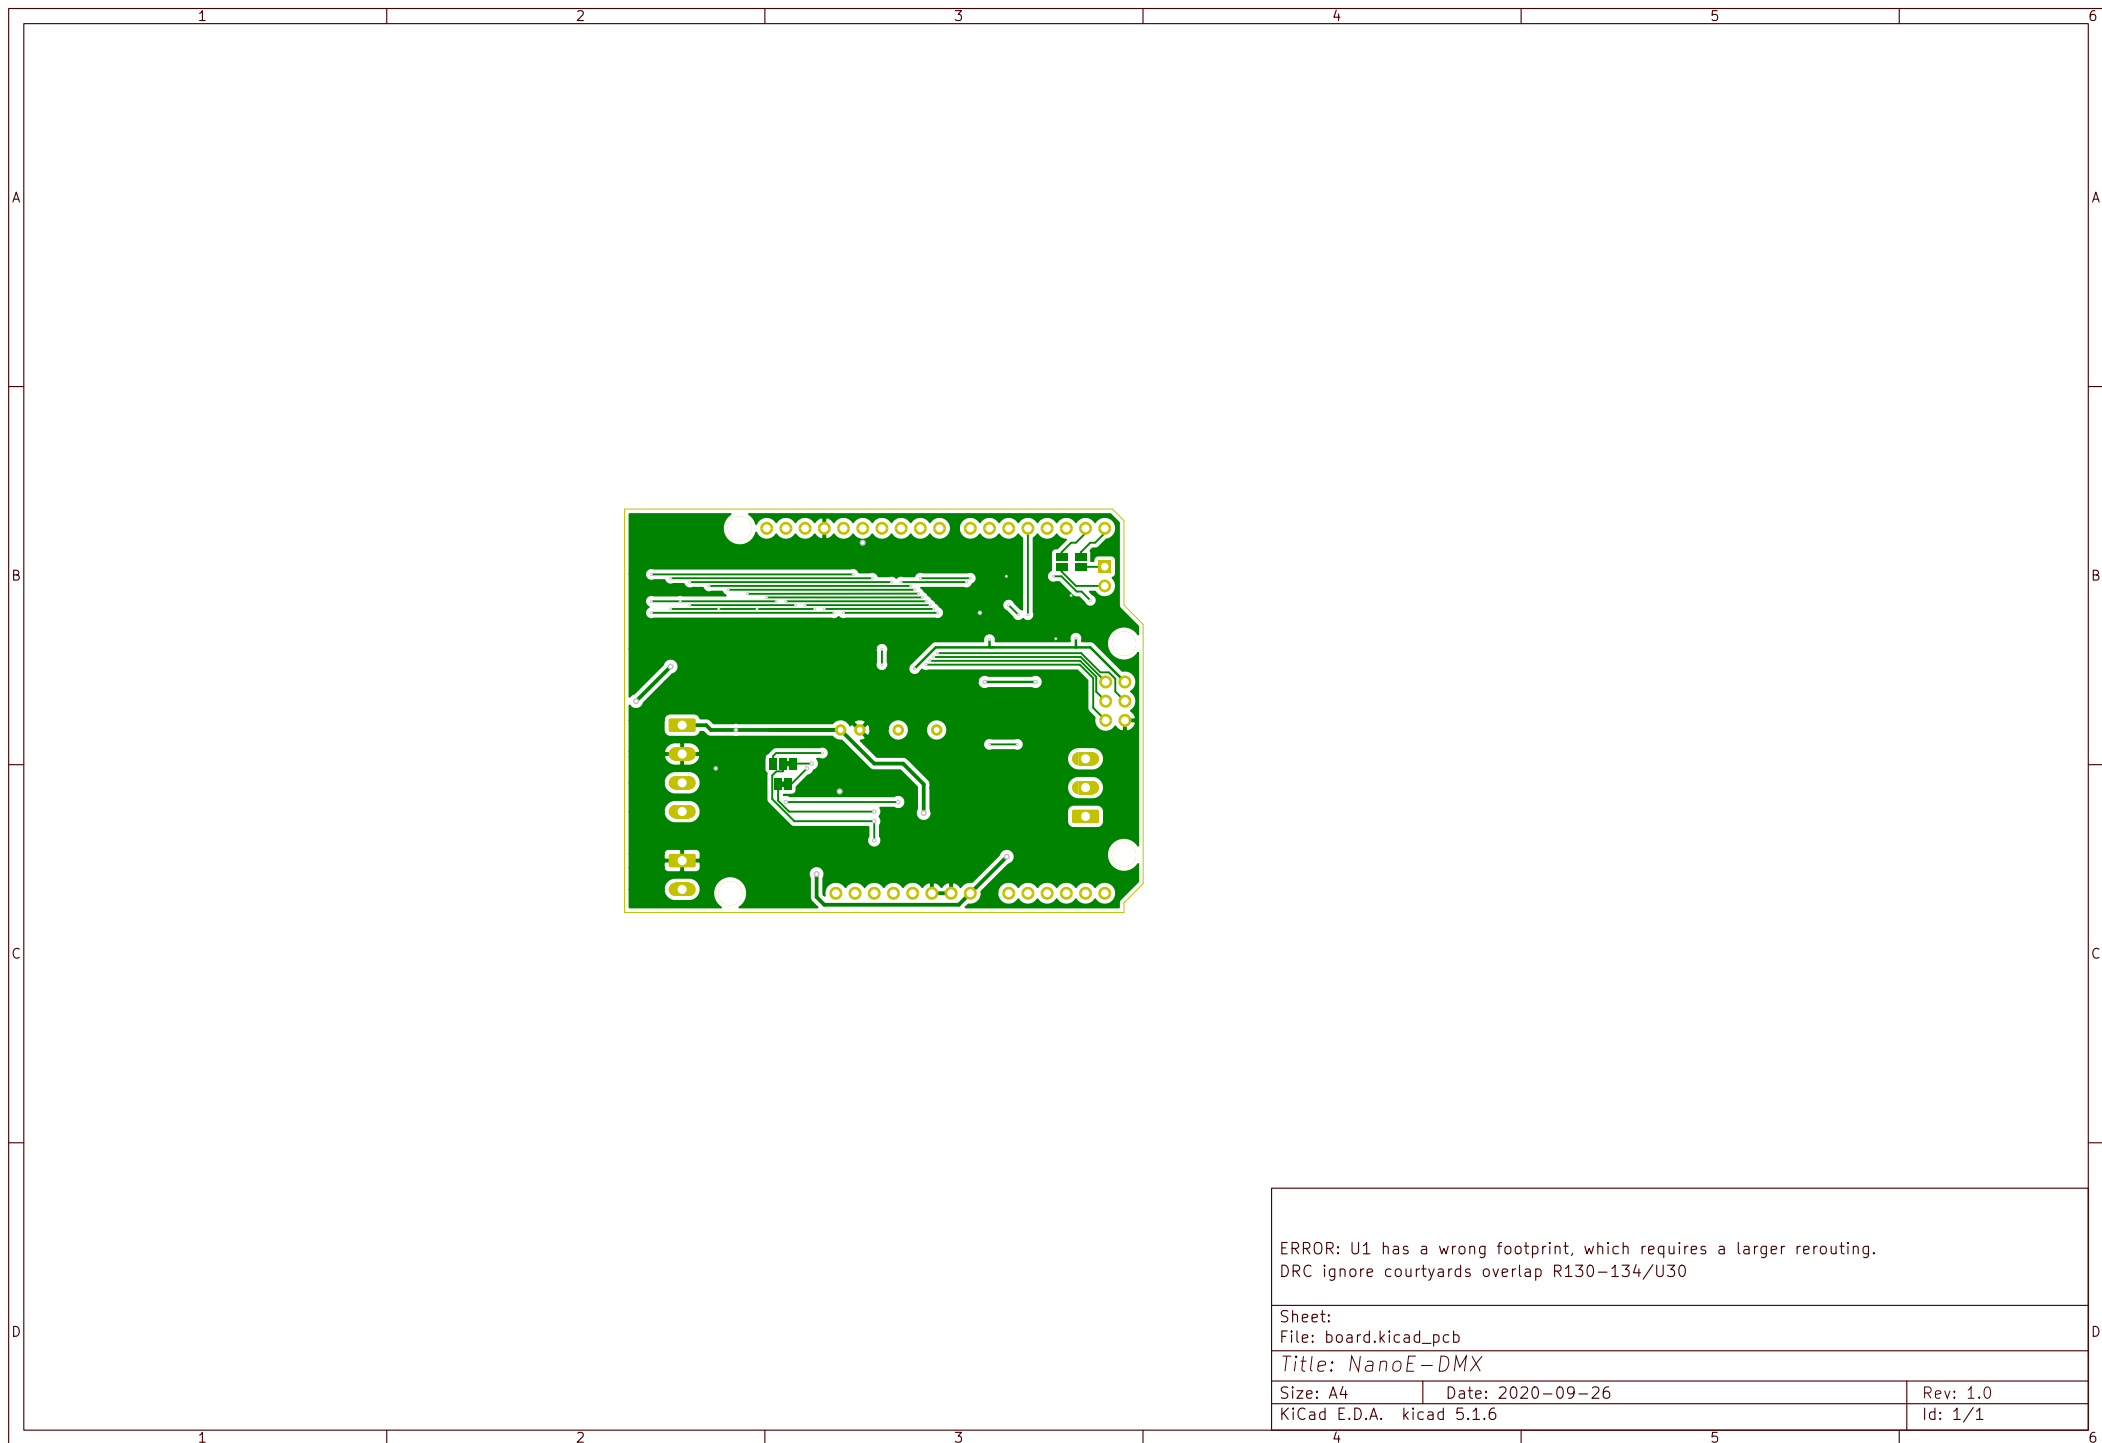 1 2 3 4 5 6
A A
B B
C C
ERROR: U1 has a wrong footprint, which requires a larger rerouting.
DRC ignore courtyards overlap R130-134/U30
Sheet:
D D
File: board.kicad_pcb
Title: NanoE-DMX
Size: A4 Date: 2020-09-26 Rev: 1.0
KiCad E.D.A. kicad 5.1.6 Id: 1/1
1 2 3 4 5 6